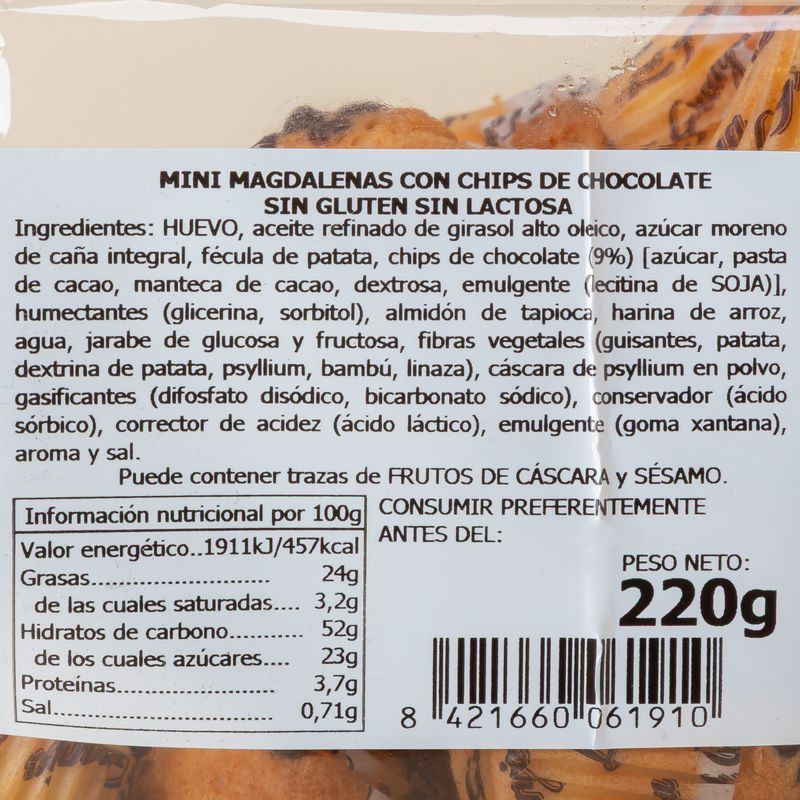 MINI MAGDALENAS CON CHIPS DE CHOCOLATE
SIN GLUTEN SIN LACTOSA
Ingredientes: HUEVO, aceite refinado de girasol alto oleico, azúcar moreno
de caña integral, fécula de patata, chips de chocolate (9%) [azúcar, pasta
de cacao, manteca de cacao, dextrosa, emulgente (lecitina de SOJA)],
humectantes (glicerina, sorbitol), almidón de tapioca, harina de arroz,
agua, jarabe de glucosa y fructosa, fibras vegetales (guisantes, patata,
dextrina de patata, psyllium, bambú, linaza), cáscara de psyllium en polvo,
gasificantes (difosfato disódico, bicarbonato sódico), conservador (ácido
sórbico), corrector de acidez (ácido láctico), emulgente (goma xantana),
aroma y sal.
Puede contener trazas de FRUTOS DE CÁSCARA y SÉSAMO.
Información nutricional por 100g
Valor energético..1911kJ/457kcal
Grasas.............................. 24g
de las cuales saturadas.... 3,2g
Hidratos de carbono............ 52g
de los cuales azúcares.... 23g
Proteínas.......................... 3,7g
Sal.................................... 0,71g
CONSUMIR PREFERENTEMENTE
ANTES DEL:
PESO NETO:
220g
8 421660 061910